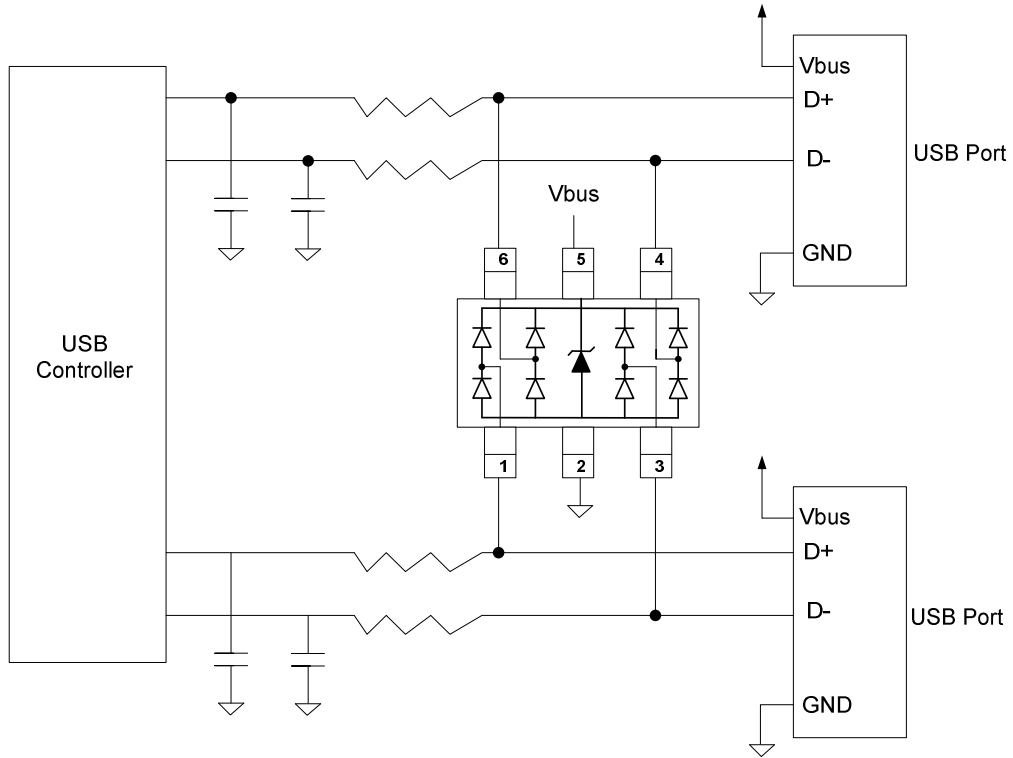 Vbus
D+
D-
USB Port
GND
Vbus
6
5
4
USB
Controller
1
2
3
Vbus
D+
D-
USB Port
GND